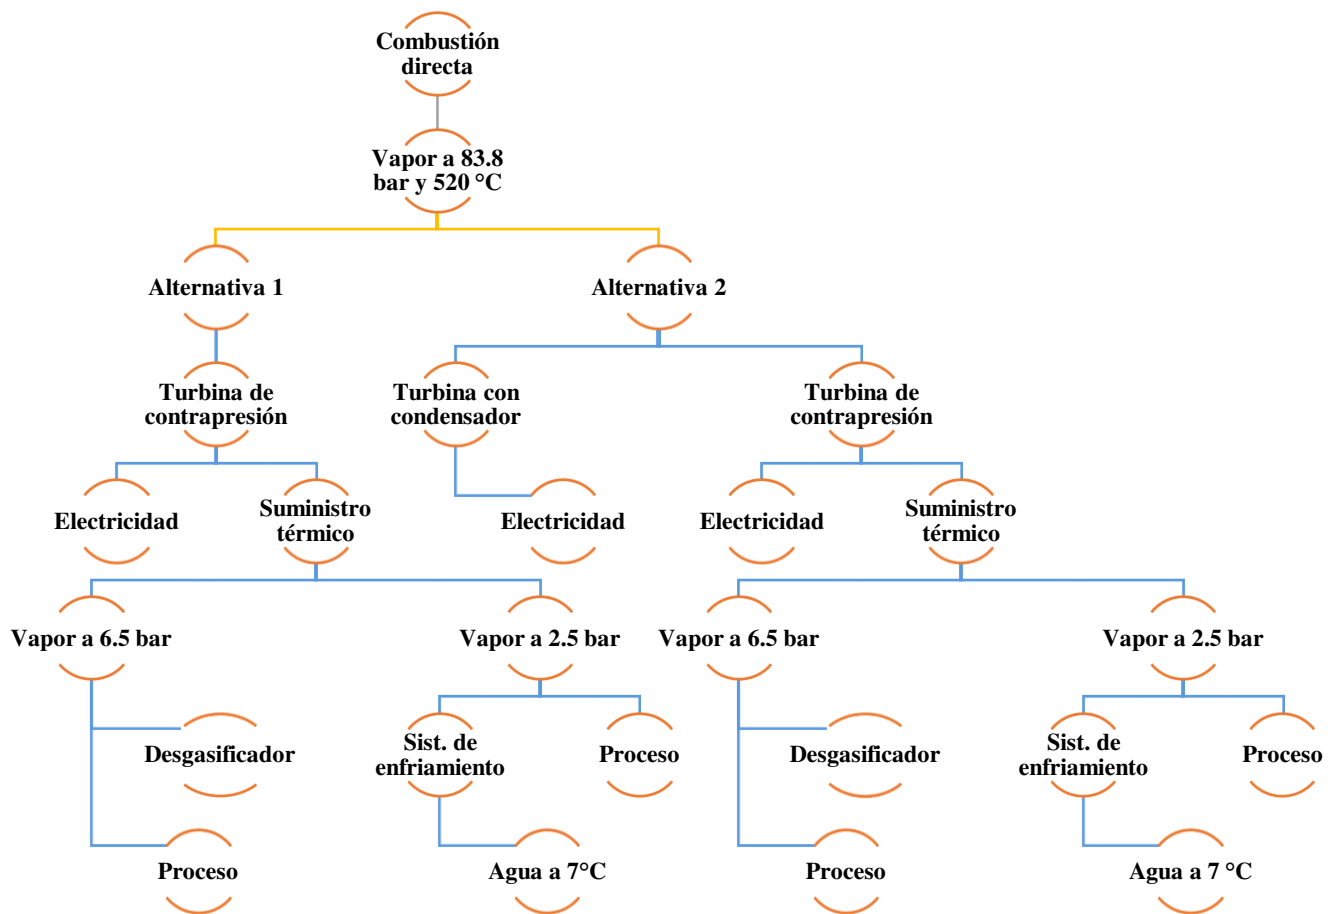 Combustión
directa
Vapor a 83.8
bar y 520 °C
Alternativa 1
Alternativa 2
Turbina de
contrapresión
Turbina con
condensador
Turbina de
contrapresión
Electricidad
Suministro
térmico
Electricidad
Electricidad
Suministro
térmico
Vapor a 6.5 bar
Vapor a 2.5 bar
Vapor a 6.5 bar
Vapor a 2.5 bar
Desgasificador
Sist. de
enfriamiento
Proceso
Desgasificador
Sist. de
enfriamiento
Proceso
Proceso
Agua a 7°C
Proceso
Agua a 7 °C